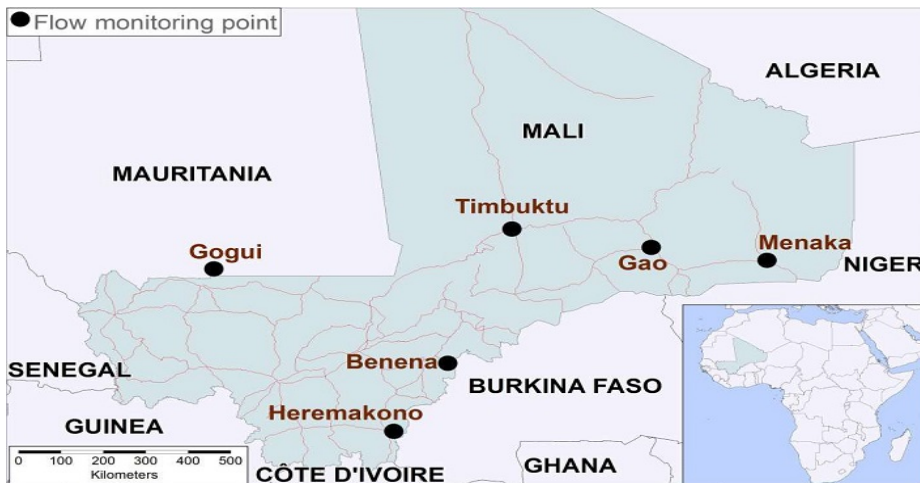 Flow monitoring point
ALGERIA
MALI
MAURITANIA
Timbuktu
Gogui
Menaka
Gao
NIGER
Benena
SENEGAL
BURKINA FASO
Heremakono
GUINEA
0 100 200 300 400 500
Kilometers
CÔTE D'IVOIRE
GHANA